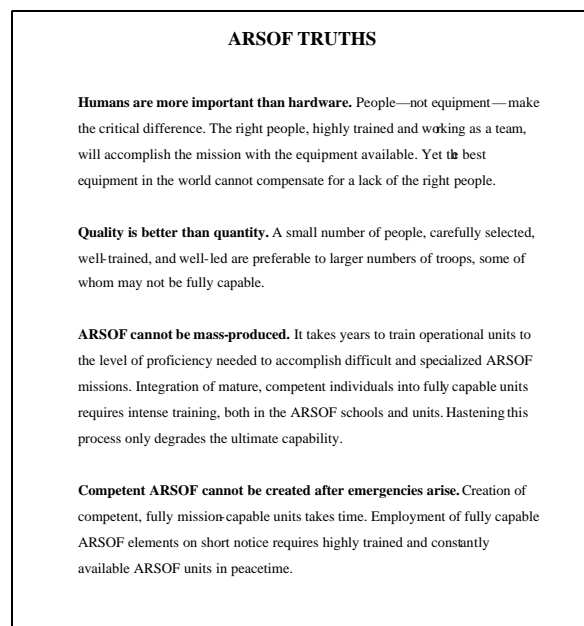 ARSOF TRUTHS
Humans are more important than hardware. People—not equipment—make
the critical difference. The right people, highly trained and working as a team,
will accomplish the mission with the equipment available. Yet the best
equipment in the world cannot compensate for a lack of the right people.
Quality is better than quantity. A small number of people, carefully selected,
well-trained, and well-led are preferable to larger numbers of troops, some of
whom may not be fully capable.
ARSOF cannot be mass-produced. It takes years to train operational units to
the level of proficiency needed to accomplish difficult and specialized ARSOF
missions. Integration of mature, competent individuals into fully capable units
requires intense training, both in the ARSOF schools and units. Hastening this
process only degrades the ultimate capability.
Competent ARSOF cannot be created after emergencies arise. Creation of
competent, fully mission-capable units takes time. Employment of fully capable
ARSOF elements on short notice requires highly trained and constantly
available ARSOF units in peacetime.